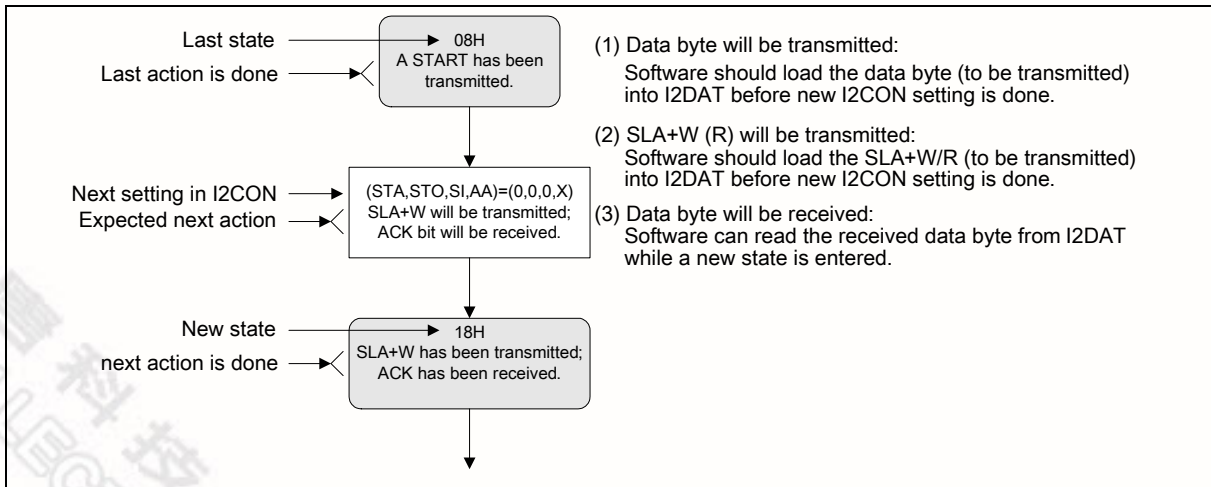 Last state
Last action is done
08H
A START has been
transmitted.
Next setting in I2CON
Expected next action
(STA,STO,SI,AA)=(0,0,0,X)
SLA+W will be transmitted;
ACK bit will be received.
New state
next action is done
18H
SLA+W has been transmitted;
ACK has been received.
(1) Data byte will be transmitted:
Software should load the data byte (to be transmitted)
into I2DAT before new I2CON setting is done.
(2) SLA+W (R) will be transmitted:
Software should load the SLA+W/R (to be transmitted)
into I2DAT before new I2CON setting is done.
(3) Data byte will be received:
Software can read the received data byte from I2DAT
while a new state is entered.
科技